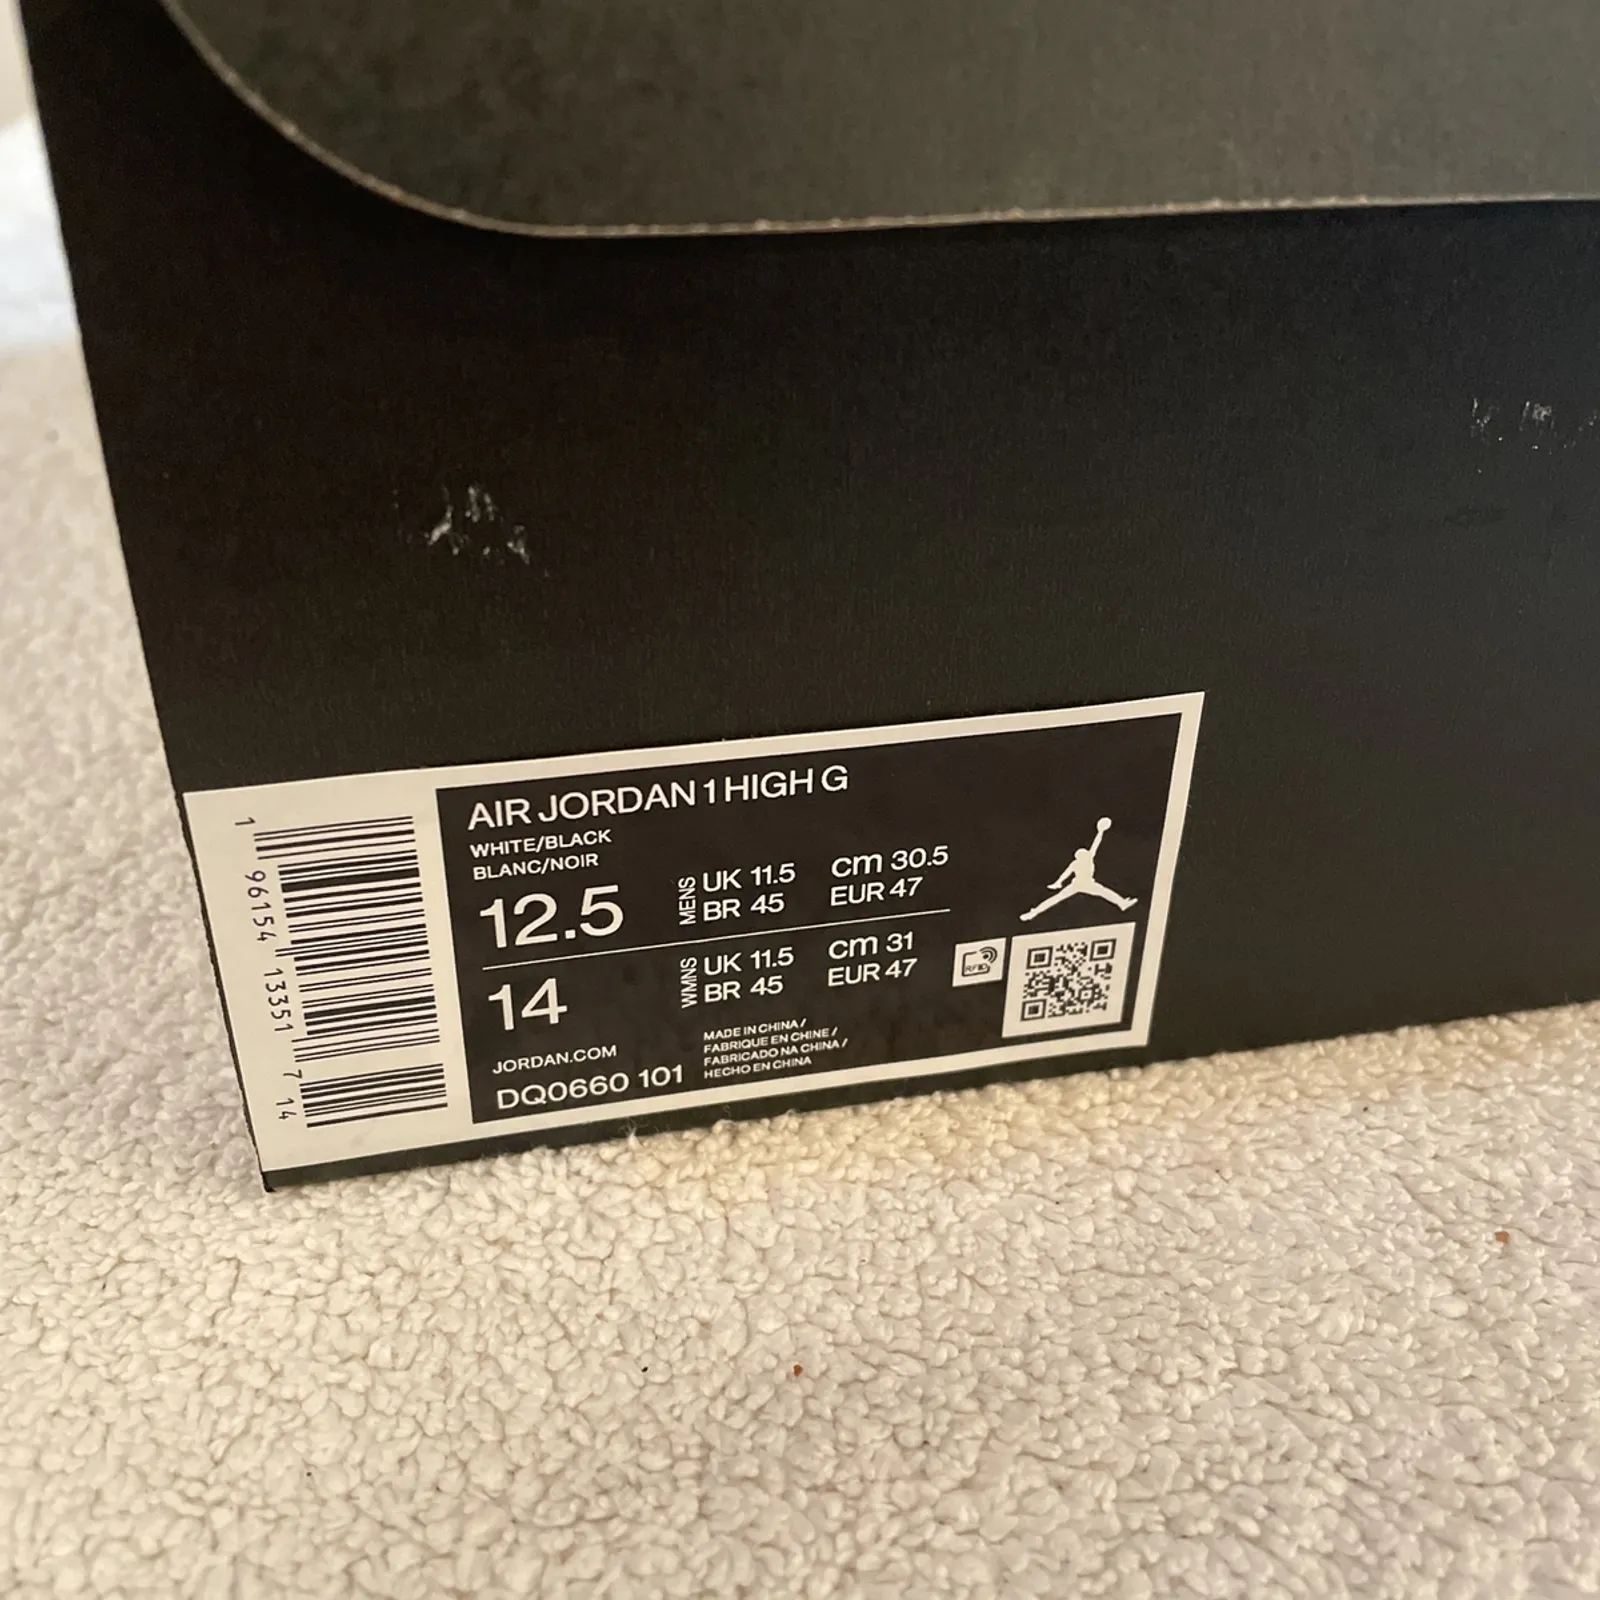 AIR JORDAN 1 HIGH G
WHITE/BLACK
BLANC/NOIR
12.5
MENS
UK 11.5
cm 30.5
BR 45
EUR 47
14
WMNS
UK 11.5
cm 31
BR 45
EUR 47
RFID
JORDAN.COM
DQ0660 101
MADE IN CHINA /
FABRIQUE EN CHINE /
FABRICADO NA CHINA /
HECHO EN CHINA
1 96154 13351 7 14